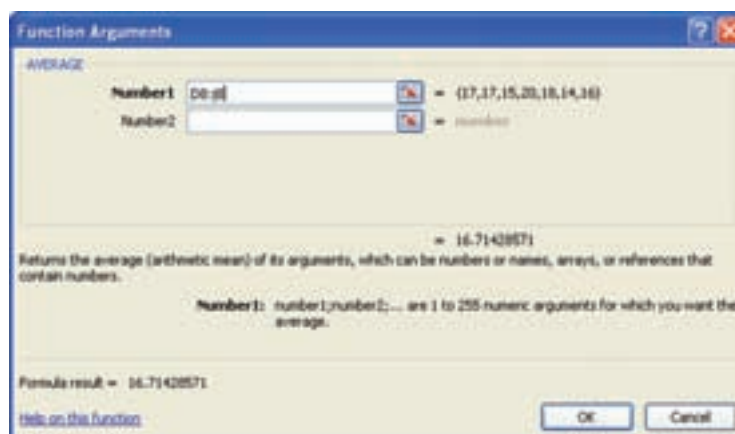 Function Arguments
AVERAGE
Number1 = {17,17,15,20,18,14,16}
Number2 = number
= 16.71428571
Returns the average (arithmetic mean) of its arguments, which can be numbers or names, arrays, or references that
contain numbers.
Number1: number1;number2;... are 1 to 255 numeric arguments for which you want the
average.
Formula result = 16.71428571
Help on this function OK Cancel